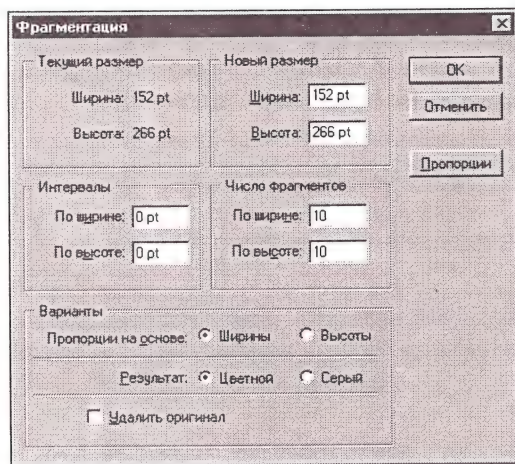 Фрагментация
Текущий размер
Ширина: 152 pt
Высота: 266 pt
Новый размер
Ширина: 152 pt
Высота: 266 pt
OK
Отменить
Пропорции
Интервалы
По ширине: 0 pt
По высоте: 0 pt
Число фрагментов
По ширине: 10
По высоте: 10
Варианты
Пропорции на основе: Ширины Высоты
Результат: Цветной Серый
Удалить оригинал